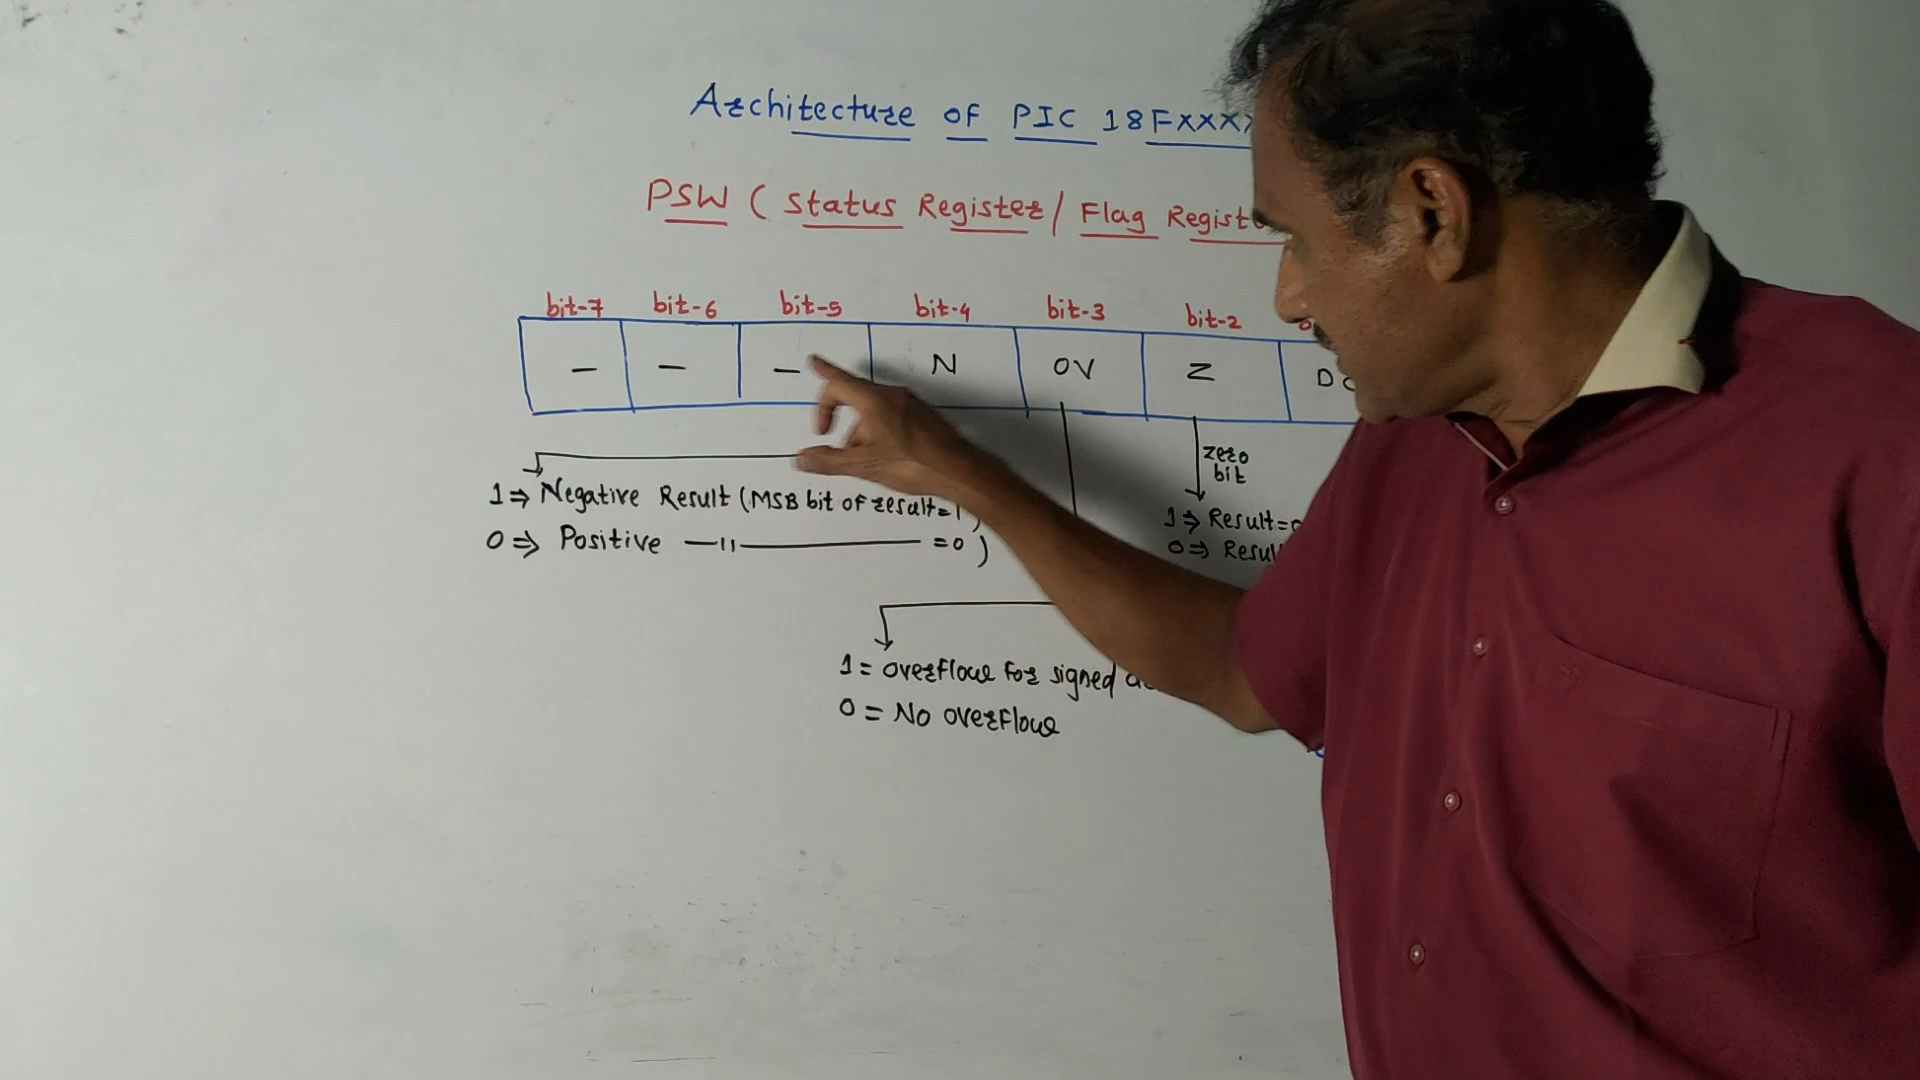 Architecture of PIC 18FXXX
PSW ( Status Register / Flag Register
bit-7 bit-6 bit-5 bit-4 bit-3 bit-2
– – – N OV Z DC
zero
bit
1 ⇒ Negative Result (MSB bit of result = 1 )
0 ⇒ Positive —〃— = 0 )
1 ⇒ Result =
0 ⇒ Resul
1 = Overflow for signed
0 = No overflow